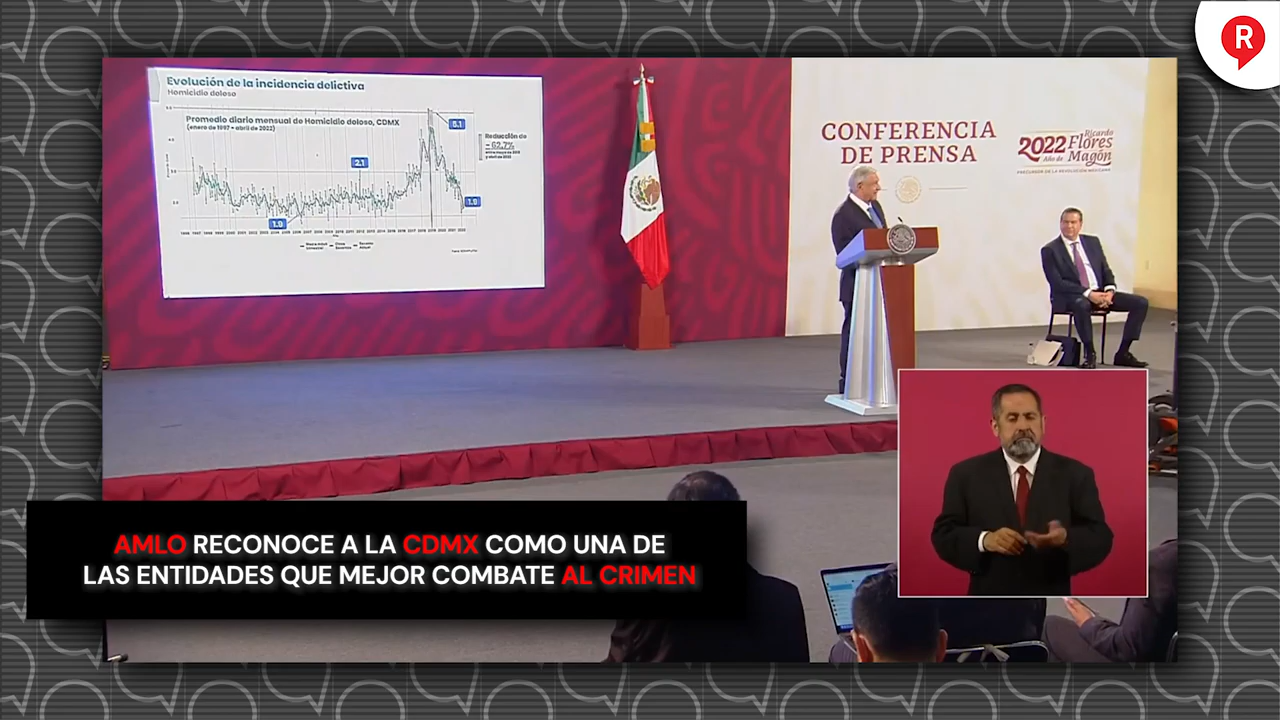 R
Evolución de la incidencia delictiva
Homicidio doloso
Promedio diario mensual de Homicidio doloso, CDMX
(enero de 1997 - abril de 2022)
5.1
2.1
1.9
1.9
Reducción de
- 62.7%
CONFERENCIA
DE PRENSA
2022 Ricardo
Año de Flores
Magón
PRECURSOR DE LA REVOLUCIÓN MEXICANA
AMLO RECONOCE A LA CDMX COMO UNA DE
LAS ENTIDADES QUE MEJOR COMBATE AL CRIMEN